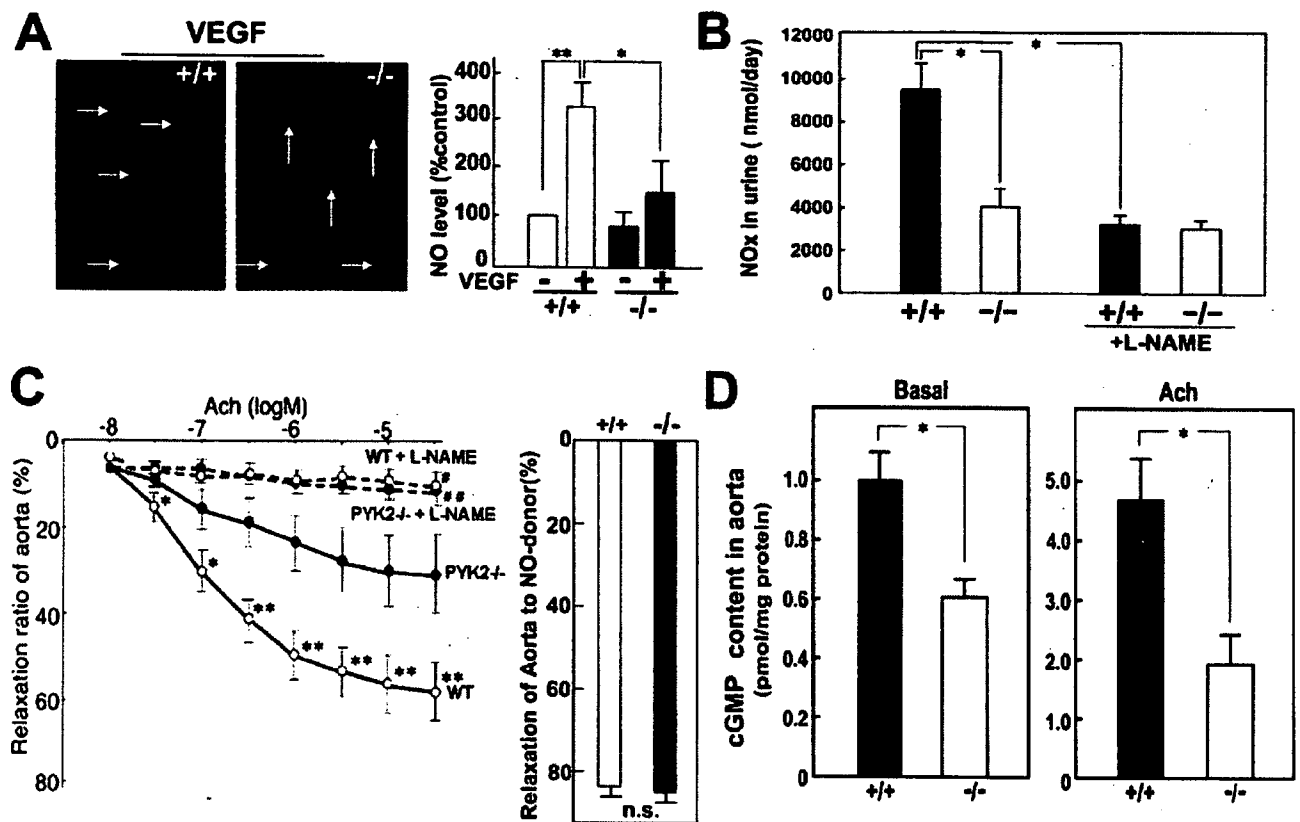 A
VEGF
+/+
-/-
NO level (%control)
400
300
200
100
0
**
*
VEGF - + - +
+/+ -/-
B
NOx in urine ( nmol/day)
12000
10000
8000
6000
4000
2000
0
*
*
+/+ -/- +/+ -/-
+L-NAME
C
Ach (logM)
-8 -7 -6 -5
Relaxation ratio of aorta (%)
0
20
40
60
80
WT + L-NAME
#
##
PYK2-/- + L-NAME
PYK2-/-
*
*
**
**
**
**
**
WT
+/+ -/-
Relaxation of Aorta to NO-donor(%)
0
20
40
60
80
n.s.
D
Basal
cGMP content in aorta
(pmol/mg protein)
1.0
0.8
0.6
0.4
0.2
0
*
+/+ -/-
Ach
5.0
4.0
3.0
2.0
1.0
0
*
+/+ -/-